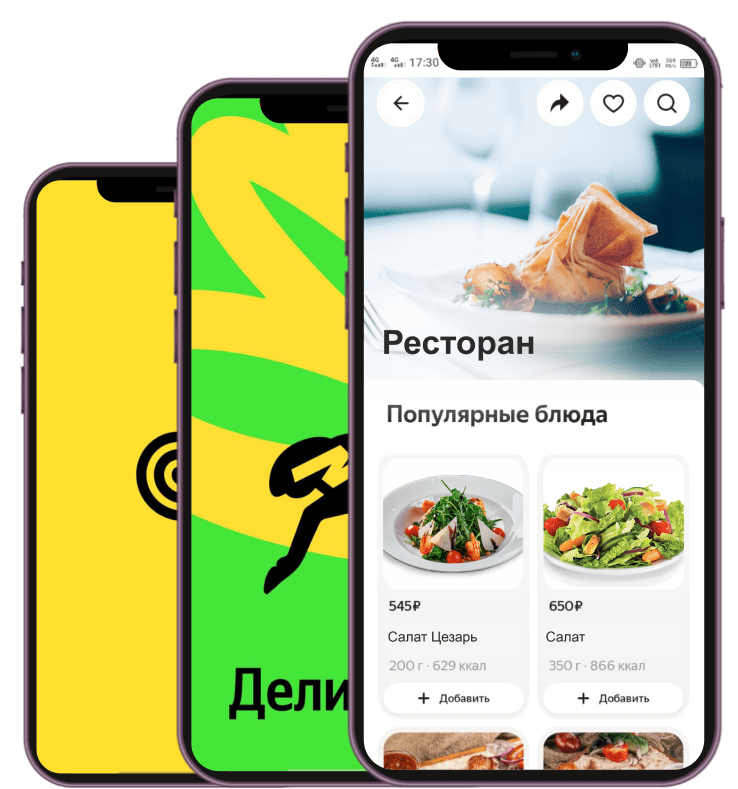 4G 4G 17:30
Ресторан
Популярные блюда
545₽
650₽
Салат Цезарь
Салат
200 г · 629 ккал
350 г · 866 ккал
+ Добавить
+ Добавить
Дели